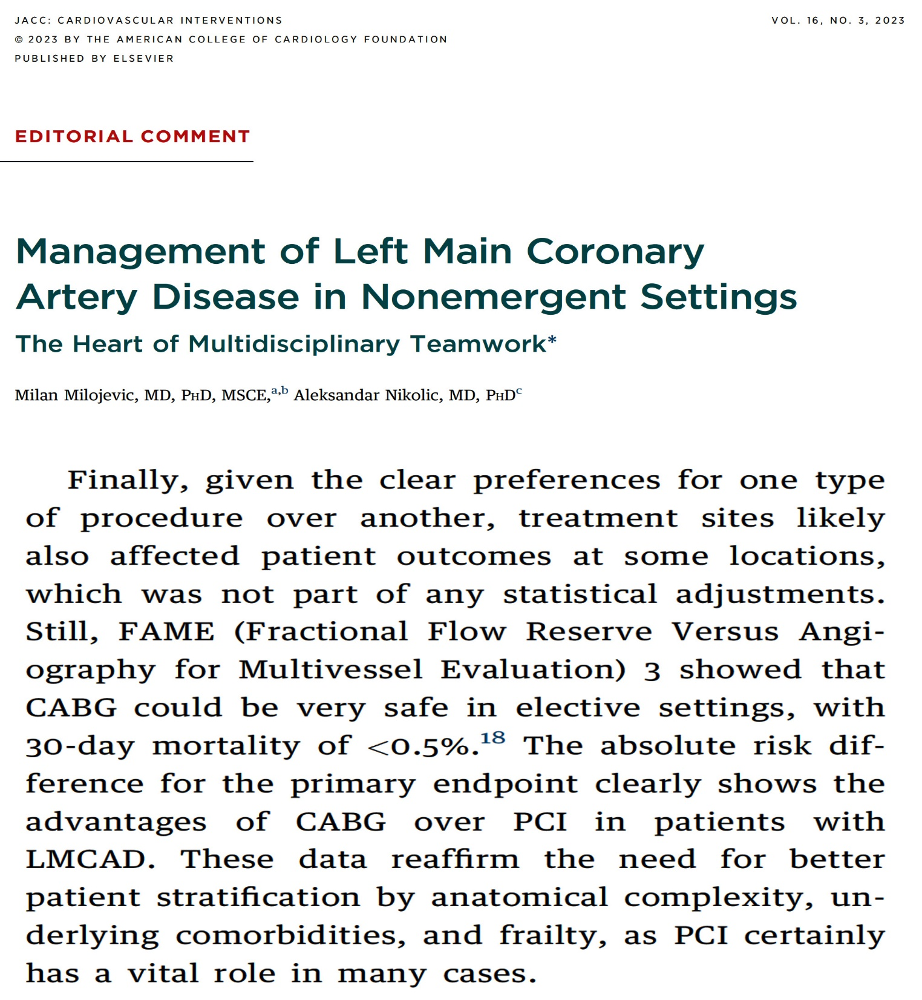 JACC: CARDIOVASCULAR INTERVENTIONS
VOL. 16, NO. 3, 2023
© 2023 BY THE AMERICAN COLLEGE OF CARDIOLOGY FOUNDATION
PUBLISHED BY ELSEVIER
EDITORIAL COMMENT
Management of Left Main Coronary
Artery Disease in Nonemergent Settings
The Heart of Multidisciplinary Teamwork*
Milan Milojevic, MD, PhD, MSCE,a,b Aleksandar Nikolic, MD, PhDc
Finally, given the clear preferences for one type
of procedure over another, treatment sites likely
also affected patient outcomes at some locations,
which was not part of any statistical adjustments.
Still, FAME (Fractional Flow Reserve Versus Angi-
ography for Multivessel Evaluation) 3 showed that
CABG could be very safe in elective settings, with
30-day mortality of <0.5%.18 The absolute risk dif-
ference for the primary endpoint clearly shows the
advantages of CABG over PCI in patients with
LMCAD. These data reaffirm the need for better
patient stratification by anatomical complexity, un-
derlying comorbidities, and frailty, as PCI certainly
has a vital role in many cases.